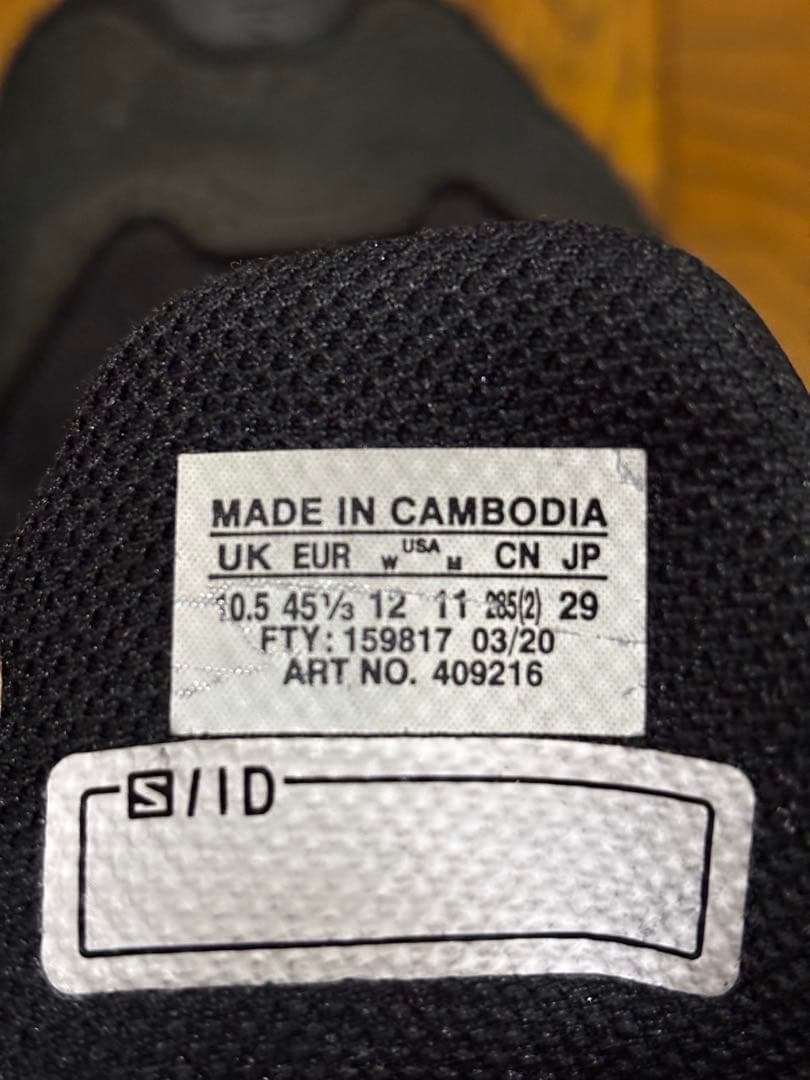 MADE IN CAMBODIA
UK EUR W USA M CN JP
10.5 45⅓ 12 11 285(2) 29
FTY: 159817 03/20
ART NO. 409216
S/ID